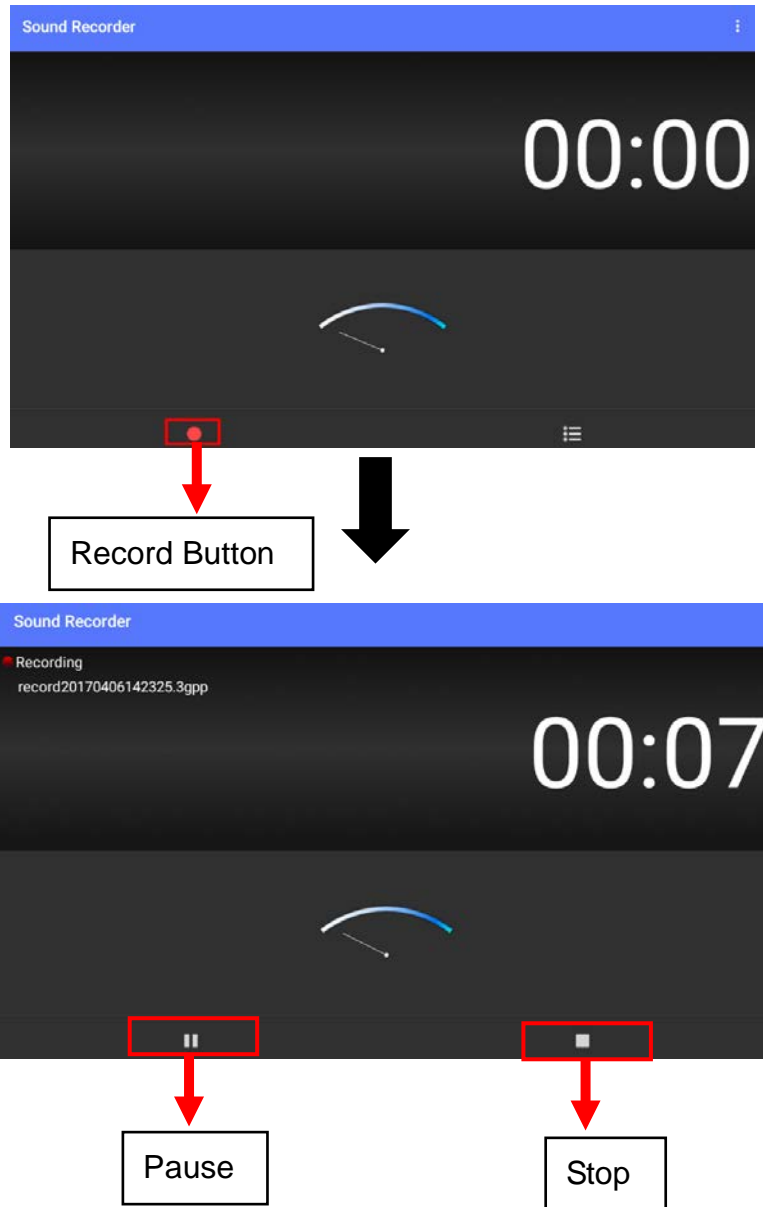 Sound Recorder
00:00
Record Button
Sound Recorder
Recording
record20170406142325.3gpp
00:07
Pause
Stop